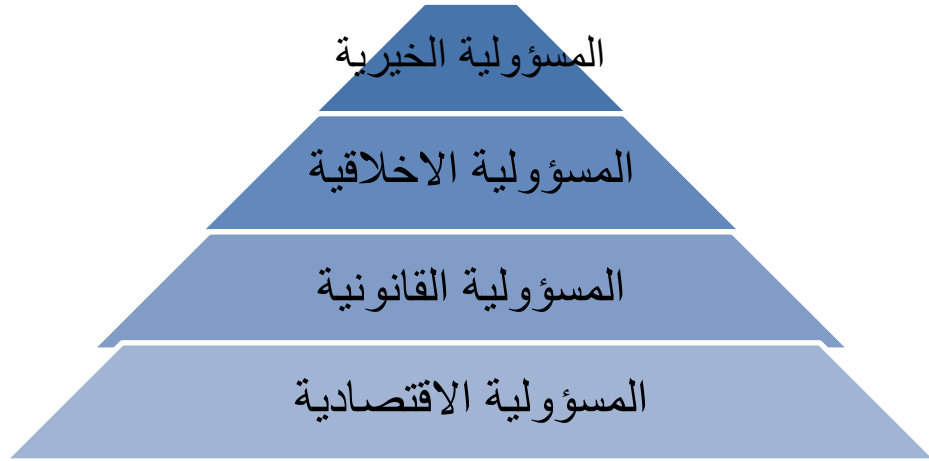 المسؤولية الخيرية
المسؤولية الاخلاقية
المسؤولية القانونية
المسؤولية الاقتصادية